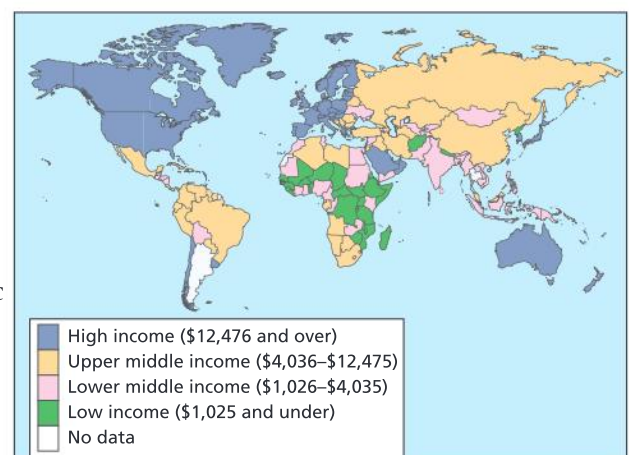 C
High income ($12,476 and over)
Upper middle income ($4,036–$12,475)
Lower middle income ($1,026–$4,035)
Low income ($1,025 and under)
No data